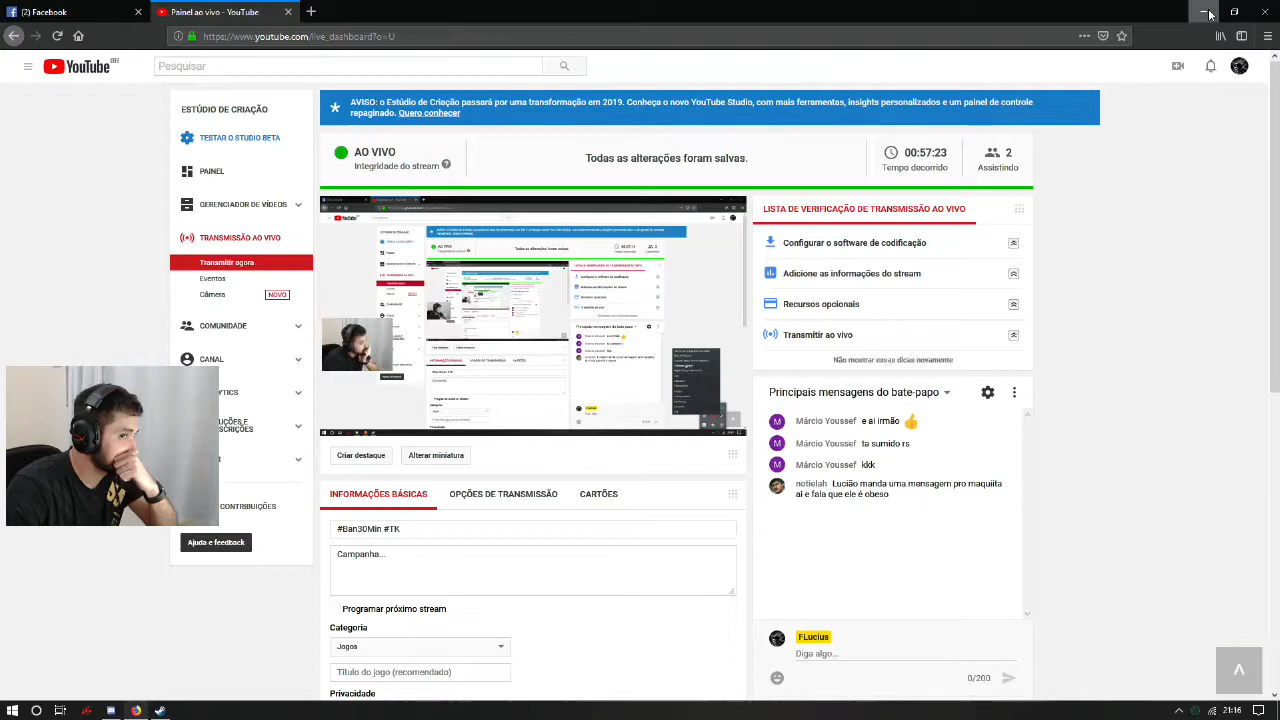 Facebook
Painel ao vivo - YouTube
https://www.youtube.com/live_dashboard?o=U
YouTube BR
Pesquisar
ESTÚDIO DE CRIAÇÃO
TESTAR O STUDIO BETA
PAINEL
GERENCIADOR DE VÍDEOS
TRANSMISSÃO AO VIVO
Transmitir agora
Eventos
Câmera NOVO
COMUNIDADE
CANAL
YTICS
UÇÕES E
SCRIÇÕES
CONTRIBUIÇÕES
Ajuda e feedback
AVISO: o Estúdio de Criação passará por uma transformação em 2019. Conheça o novo YouTube Studio, com mais ferramentas, insights personalizados e um painel de controle
repaginado. Quero conhecer
AO VIVO
Integridade do stream
Todas as alterações foram salvas.
00:57:23
Tempo decorrido
2
Assistindo
Criar destaque
Alterar miniatura
INFORMAÇÕES BÁSICAS
OPÇÕES DE TRANSMISSÃO
CARTÕES
#Ban30Min #TK
Campanha...
Programar próximo stream
Categoria
Jogos
Título do jogo (recomendado)
Privacidade
LISTA DE VERIFICAÇÃO DE TRANSMISSÃO AO VIVO
Configurar o software de codificação
Adicione as informações do stream
Recursos opcionais
Transmitir ao vivo
Não mostrar essas dicas novamente
Principais mensagens do bate-papo
M Márcio Youssef e ai irmão
M Márcio Youssef ta sumido rs
M Márcio Youssef kkk
notielah Lucião manda uma mensagem pro maquiita
ai e fala que ele é obeso
FLucius
Diga algo...
0/200
21:16